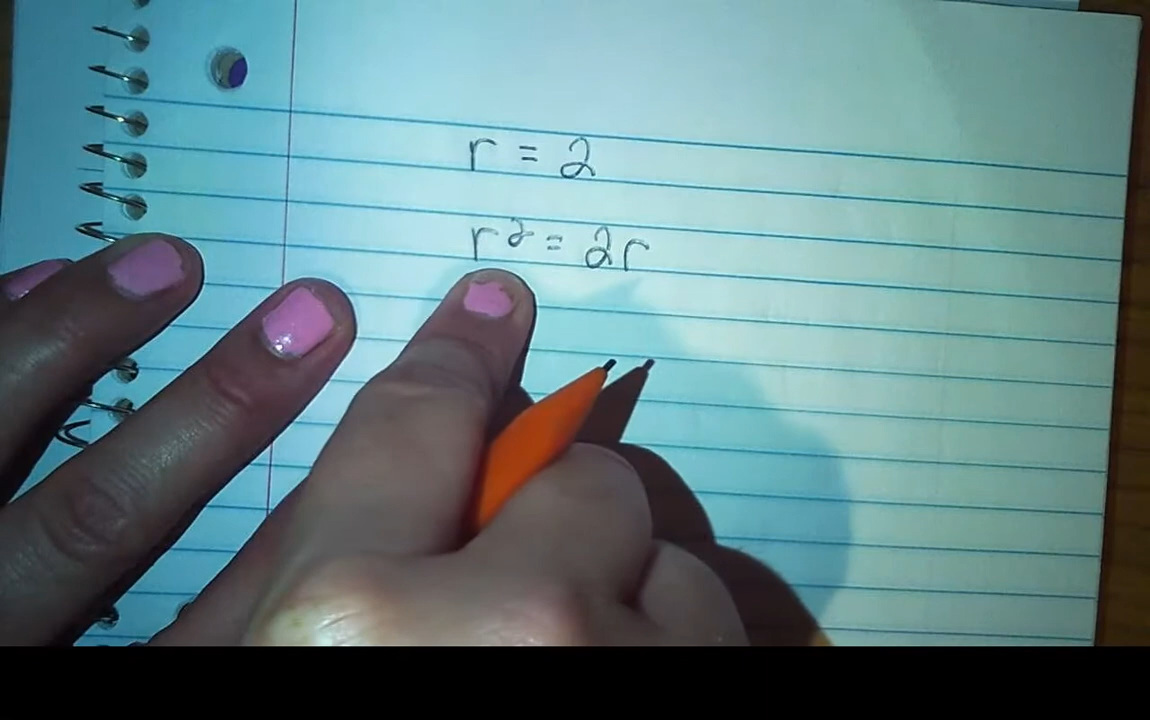 r = 2
r² = 2r